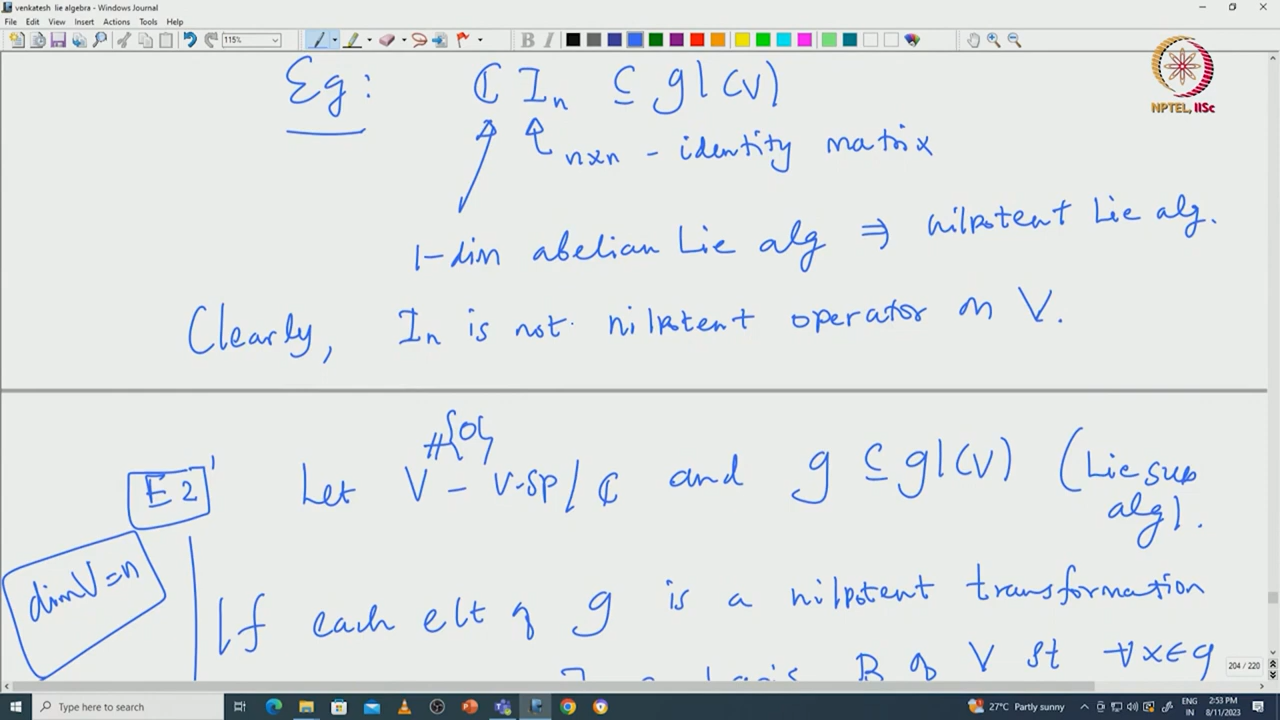 venkatesh lie algebra - Windows Journal
File Edit View Insert Actions Tools Help
115%
B I
NPTEL, IISc
Eg: ℂ Iₙ ⊆ gl(V)
n×n - identity matrix
1-dim abelian Lie alg ⇒ nilpotent Lie alg.
Clearly, Iₙ is not nilpotent operator on V.
E2'
≠{0}
Let V - v.sp/ℂ and g ⊆ gl(V) (Lie sub
alg).
dimV=n
If each elt of g is a nilpotent transformation
B of V st ∀x∈g
204 / 220
Type here to search
27°C Partly sunny
ENG
IN
2:53 PM
8/11/2023